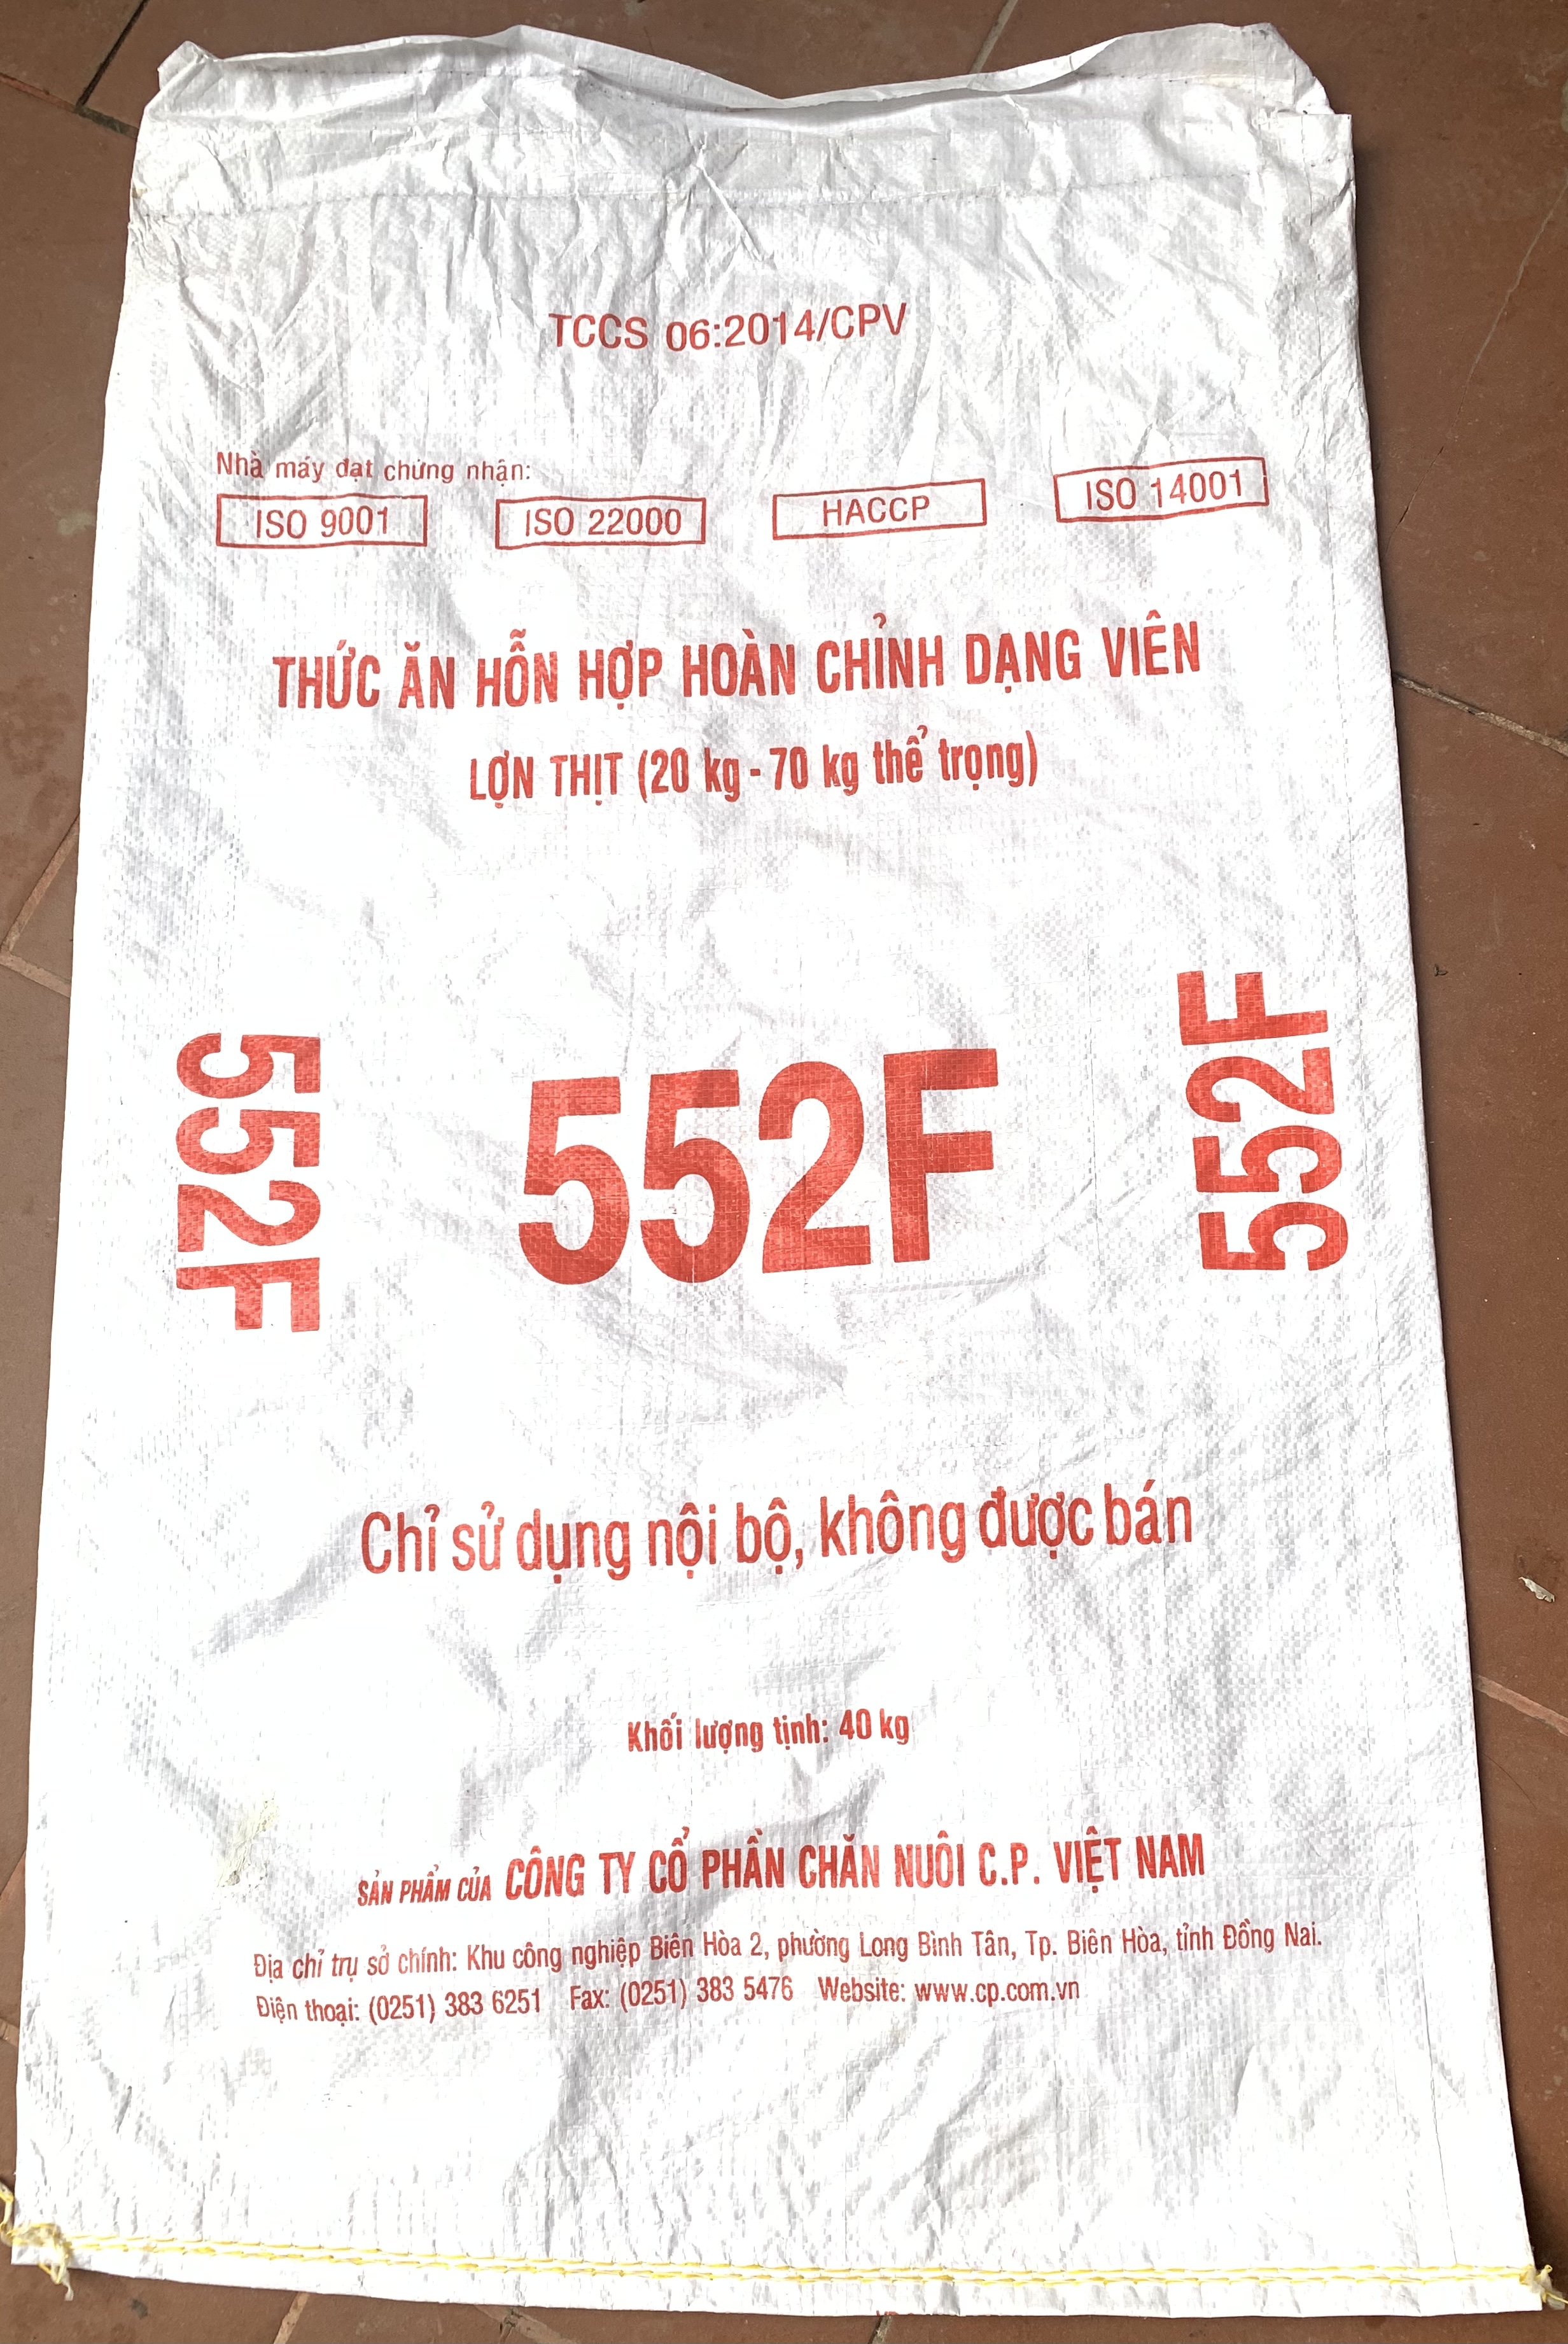 TCCS 06:2014/CPV
Nhà máy đạt chứng nhận:
ISO 9001 ISO 22000 HACCP ISO 14001
THỨC ĂN HỖN HỢP HOÀN CHỈNH DẠNG VIÊN
LỢN THỊT (20 kg - 70 kg thể trọng)
552F 552F 552F
Chỉ sử dụng nội bộ, không được bán
Khối lượng tịnh: 40 kg
SẢN PHẨM CỦA CÔNG TY CỔ PHẦN CHĂN NUÔI C.P. VIỆT NAM
Địa chỉ trụ sở chính: Khu công nghiệp Biên Hòa 2, phường Long Bình Tân, Tp. Biên Hòa, tỉnh Đồng Nai.
Điện thoại: (0251) 383 6251 Fax: (0251) 383 5476 Website: www.cp.com.vn